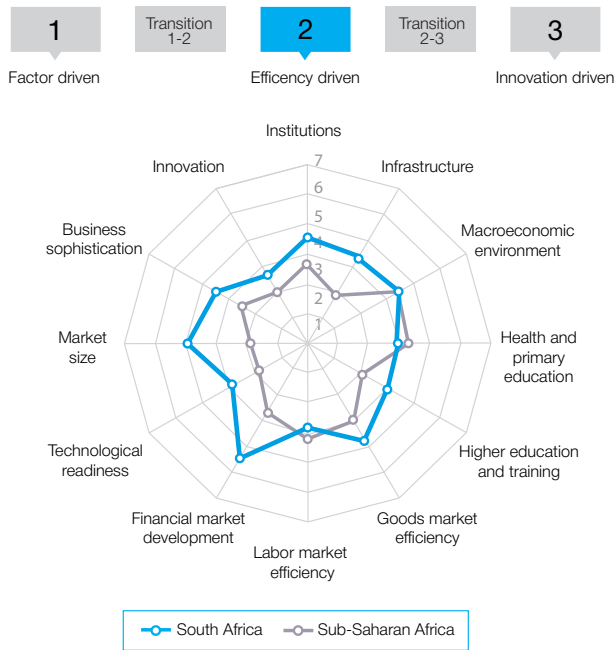 1
Transition
1-2
2
Transition
2-3
3
Factor driven
Efficency driven
Innovation driven
Institutions
Infrastructure
Macroeconomic
environment
Health and
primary
education
Higher education
and training
Goods market
efficiency
Labor market
efficiency
Financial market
development
Technological
readiness
Market
size
Business
sophistication
Innovation
7
6
5
4
3
2
1
South Africa
Sub-Saharan Africa